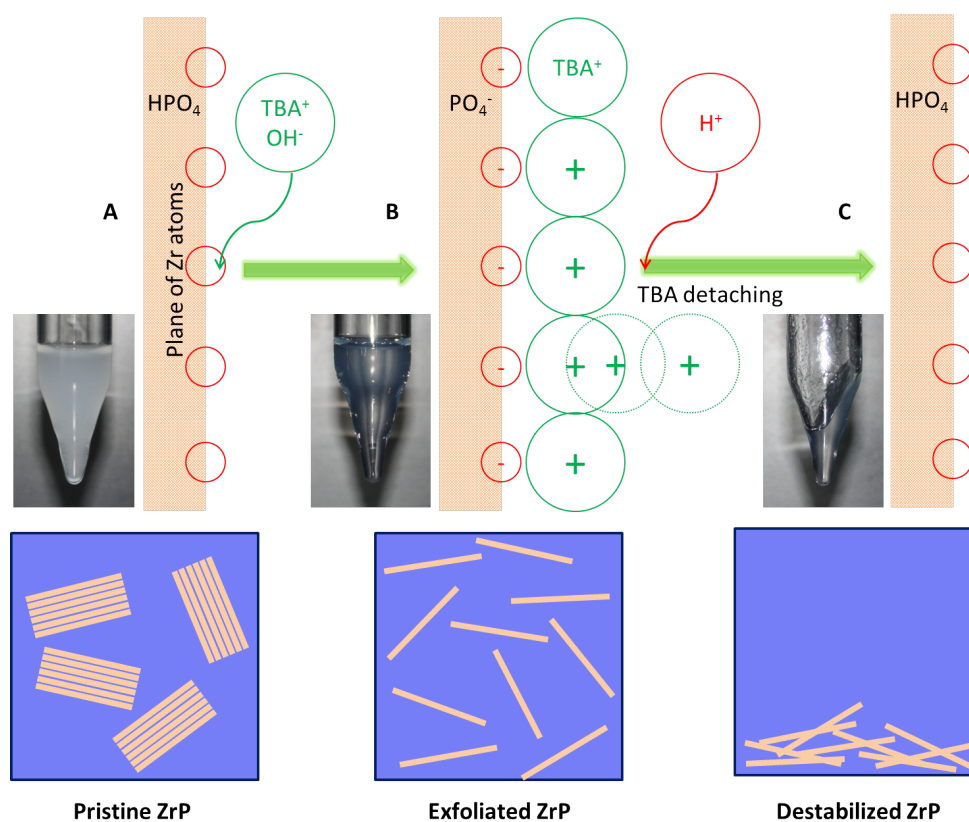 HPO₄
TBA⁺
OH⁻
A
Plane of Zr atoms
PO₄⁻
-
-
-
-
-
TBA⁺
+
+
+
+
+
+
B
H⁺
TBA detaching
C
HPO₄
Pristine ZrP
Exfoliated ZrP
Destabilized ZrP